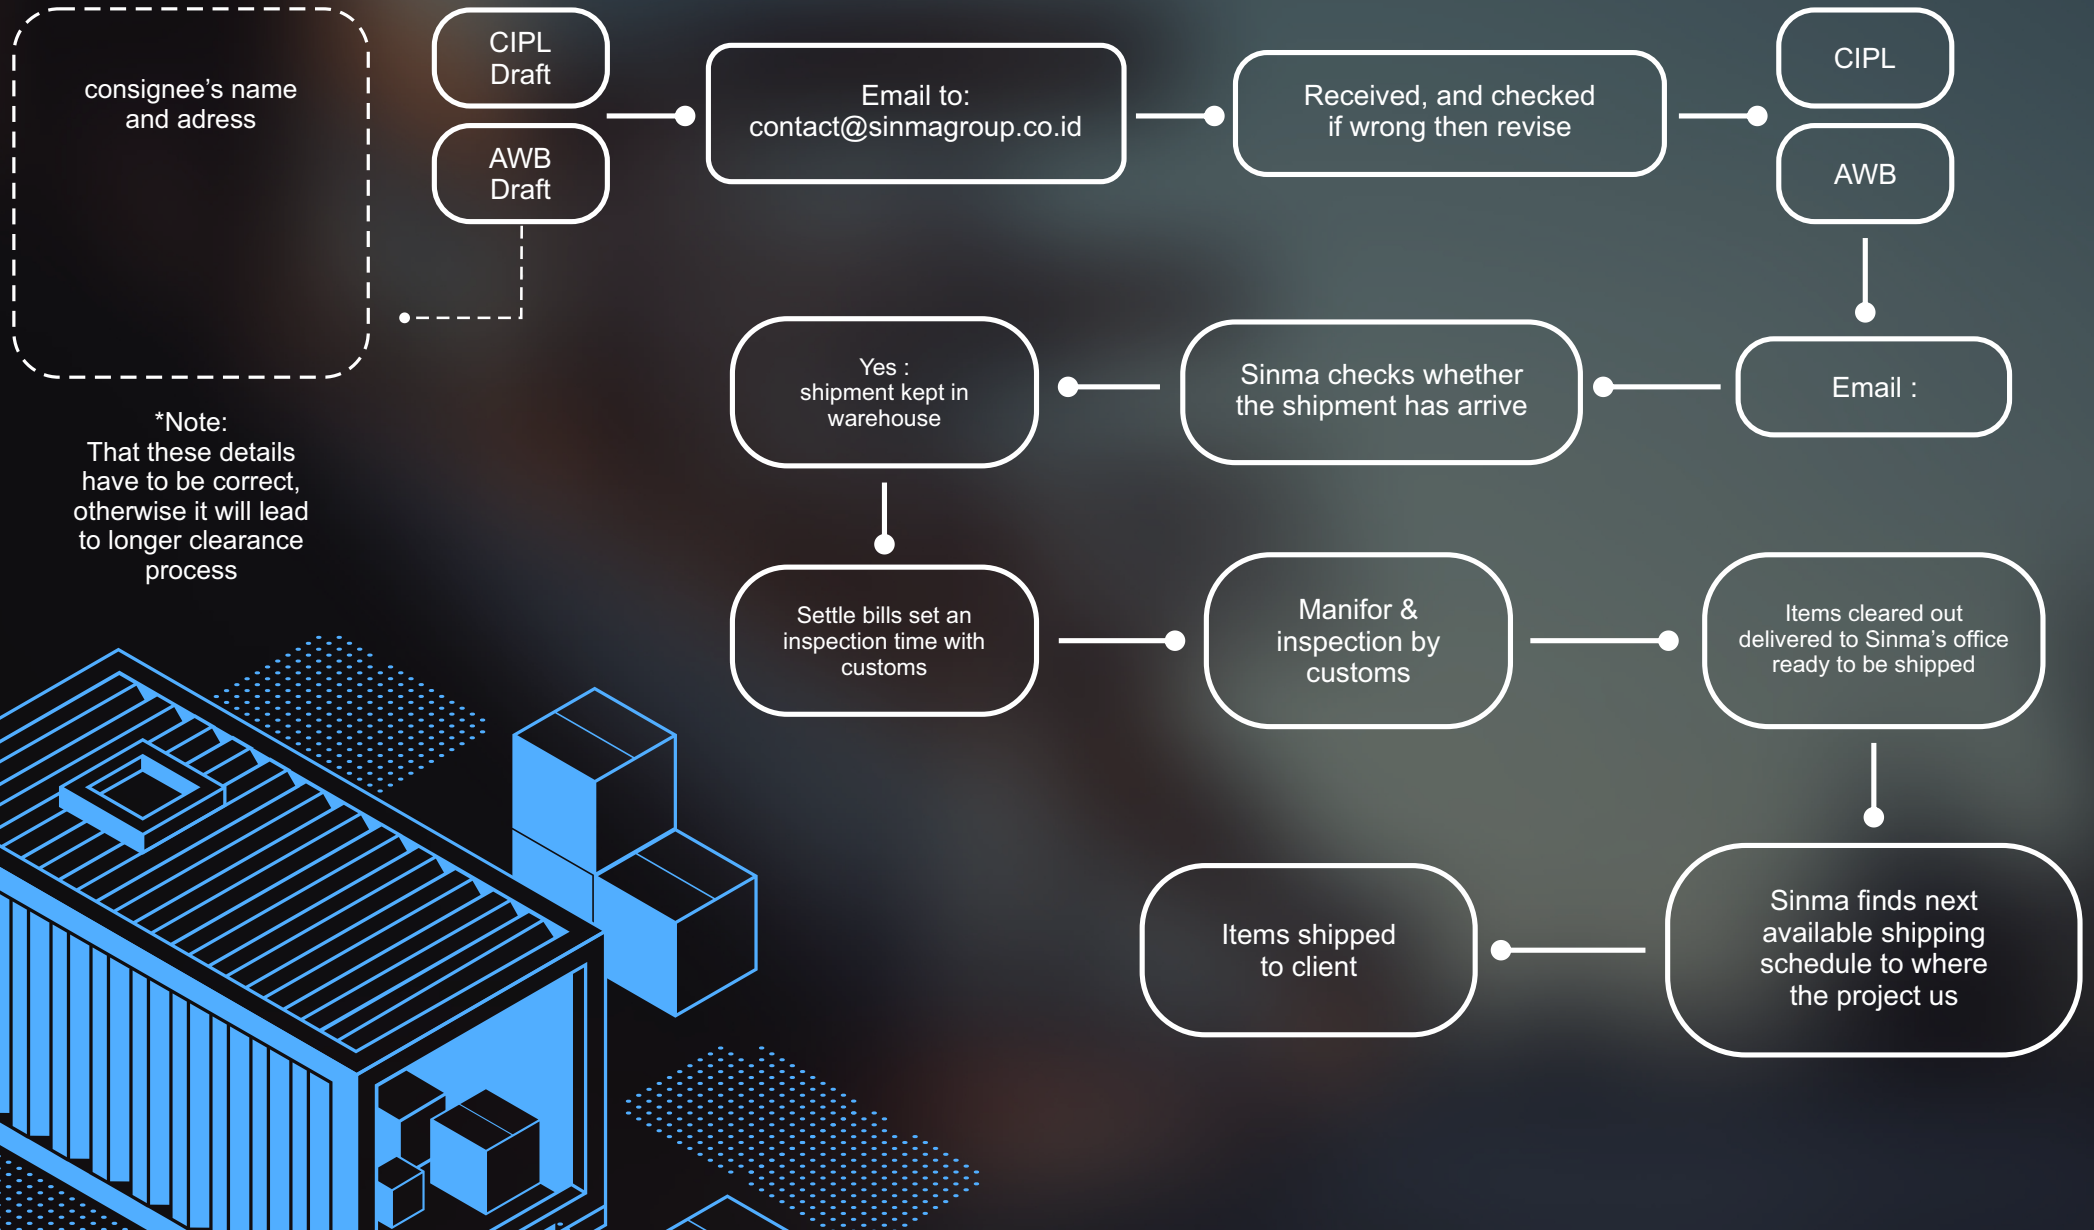 consignee’s name
and adress
CIPL
Draft
AWB
Draft
Email to:
contact@sinmagroup.co.id
Received, and checked
if wrong then revise
CIPL
AWB
Email :
Sinma checks whether
the shipment has arrive
Yes :
shipment kept in
warehouse
*Note:
That these details
have to be correct,
otherwise it will lead
to longer clearance
process
Settle bills set an
inspection time with
customs
Manifor &
inspection by
customs
Items cleared out
delivered to Sinma’s office
ready to be shipped
Sinma finds next
available shipping
schedule to where
the project us
Items shipped
to client